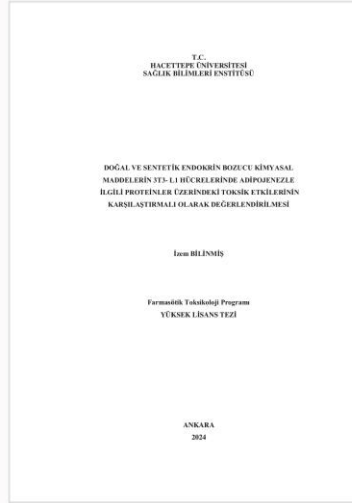 T.C.
HACETTEPE ÜNİVERSİTESİ
SAĞLIK BİLİMLERİ ENSTİTÜSÜ
DOĞAL VE SENTETİK ENDOKRİN BOZUCU KİMYASAL
MADDELERİN 3T3- L1 HÜCRELERİNDE ADİPOJENEZLE
İLGİLİ PROTEİNLER ÜZERİNDEKİ TOKSİK ETKİLERİNİN
KARŞILAŞTIRMALI OLARAK DEĞERLENDİRİLMESİ
İzem BİLİNMİŞ
Farmasötik Toksikoloji Programı
YÜKSEK LİSANS TEZİ
ANKARA
2024